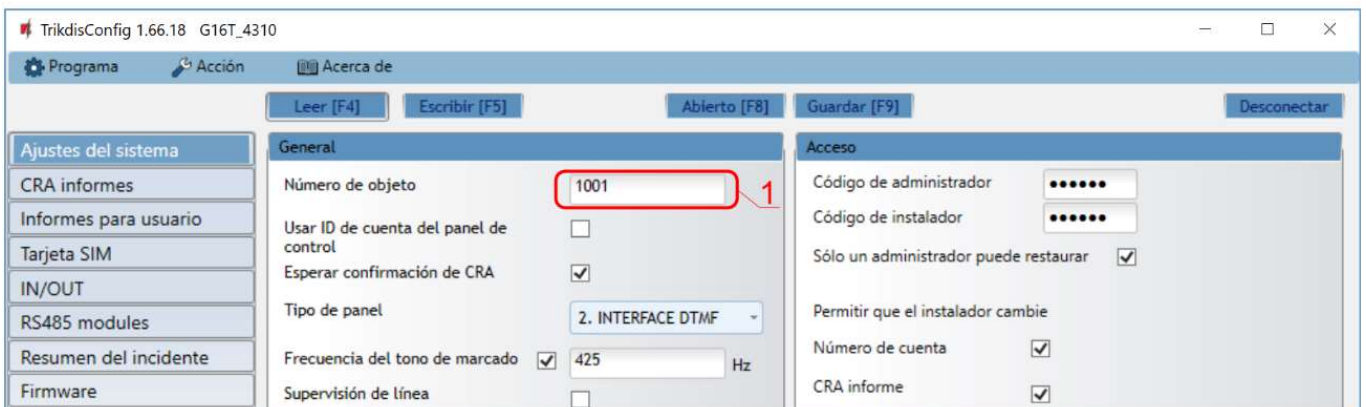 TrikdisConfig 1.66.18 G16T_4310
Programa Acción Acerca de
Leer [F4] Escribir [F5] Abierto [F8] Guardar [F9] Desconectar
Ajustes del sistema
CRA informes
Informes para usuario
Tarjeta SIM
IN/OUT
RS485 modules
Resumen del incidente
Firmware
General
Número de objeto 1001
1
Usar ID de cuenta del panel de
control
Esperar confirmación de CRA
Tipo de panel 2. INTERFACE DTMF
Frecuencia del tono de marcado 425 Hz
Supervisión de línea
Acceso
Código de administrador ••••••
Código de instalador ••••••
Sólo un administrador puede restaurar
Permitir que el instalador cambie
Número de cuenta
CRA informe